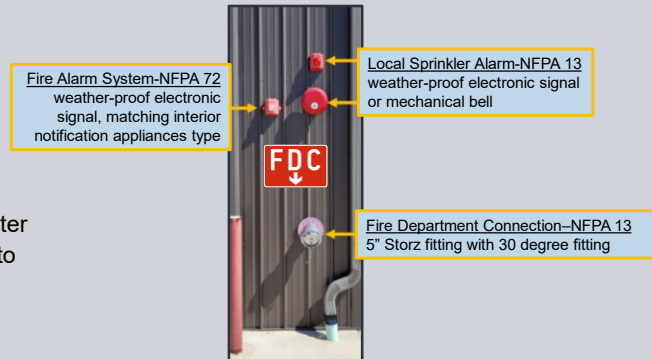 Fire Alarm System-NFPA 72
weather-proof electronic
signal, matching interior
notification appliances type
Local Sprinkler Alarm-NFPA 13
weather-proof electronic signal
or mechanical bell
FDC
Fire Department Connection–NFPA 13
5" Storz fitting with 30 degree fitting
ter
to